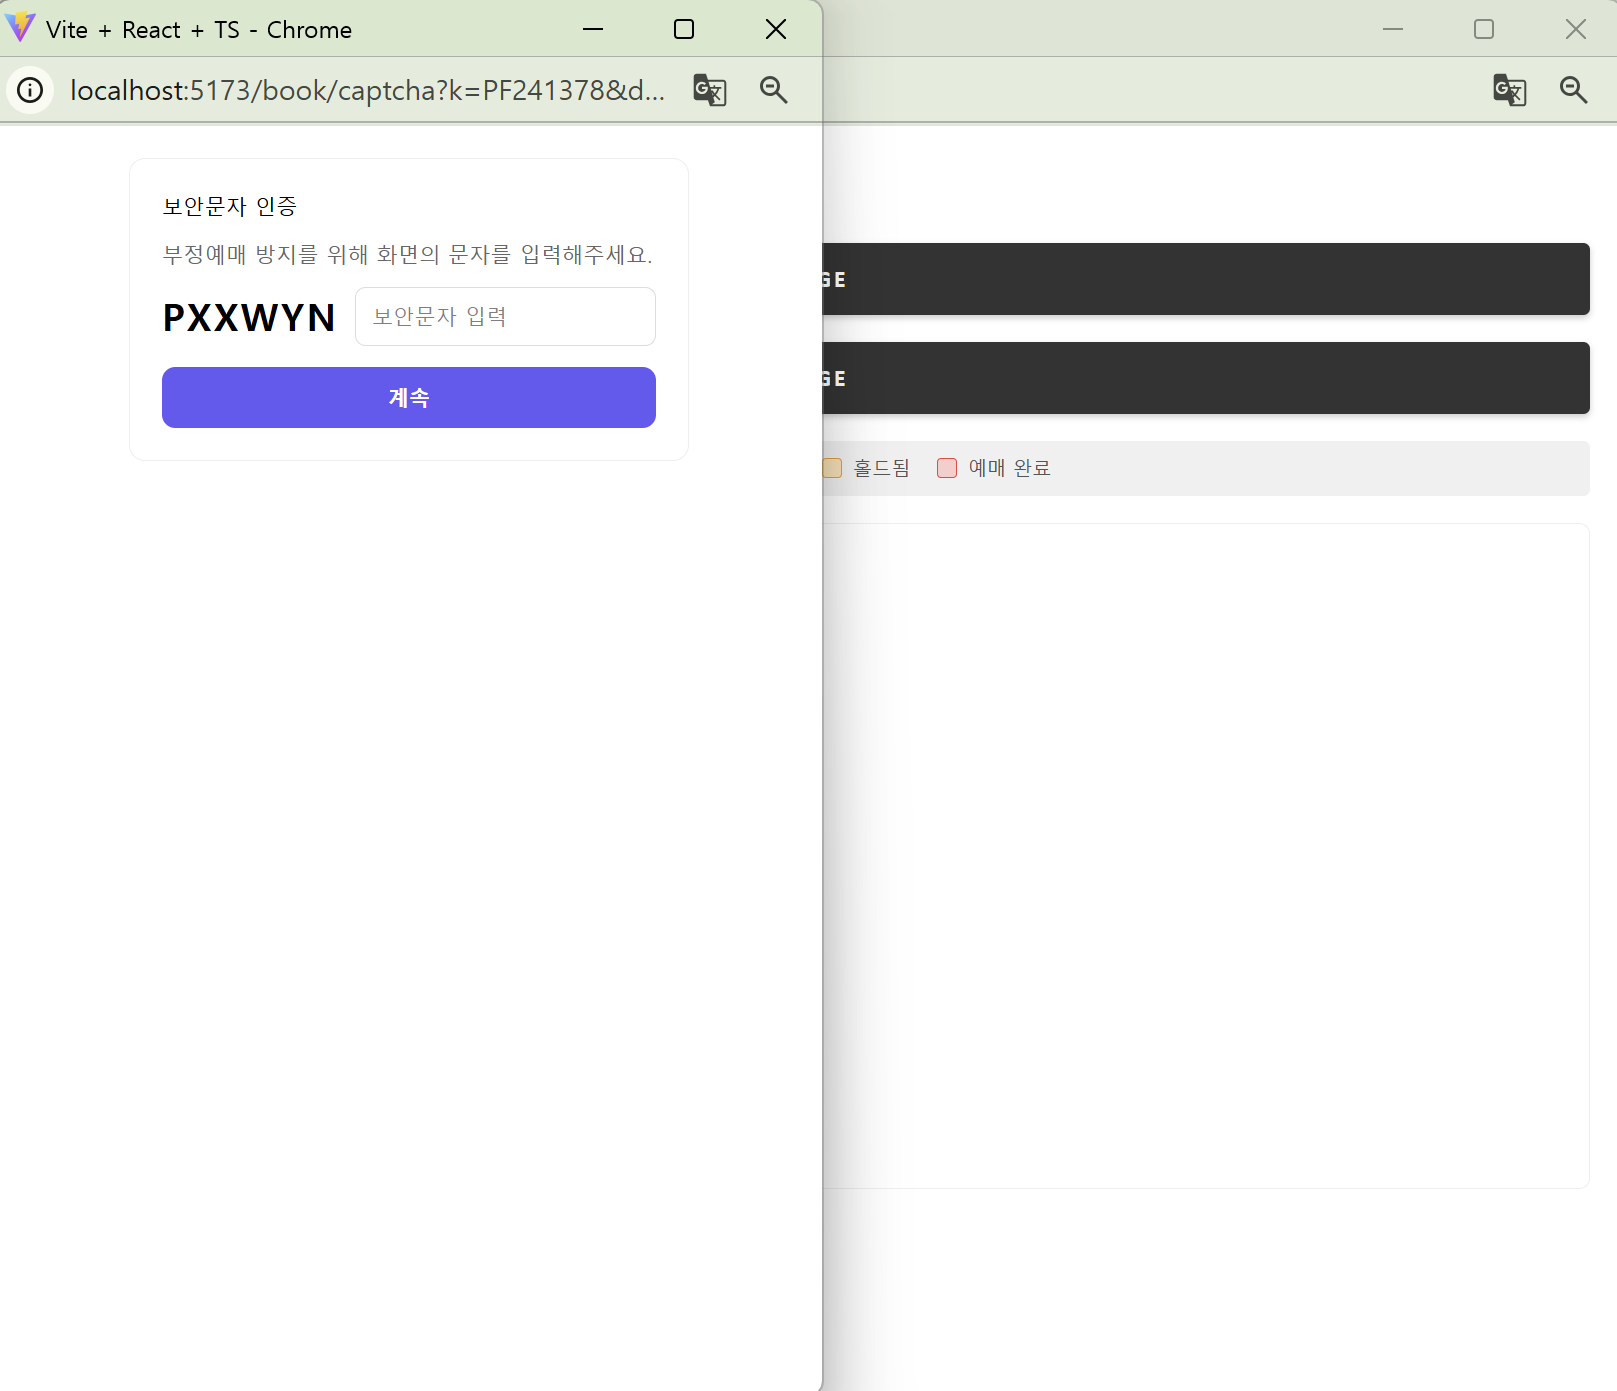 Vite + React + TS - Chrome
localhost:5173/book/captcha?k=PF241378&d...
보안문자 인증
부정예매 방지를 위해 화면의 문자를 입력해주세요.
PXXWYN
보안문자 입력
계속
GE
GE
홀드됨
예매 완료